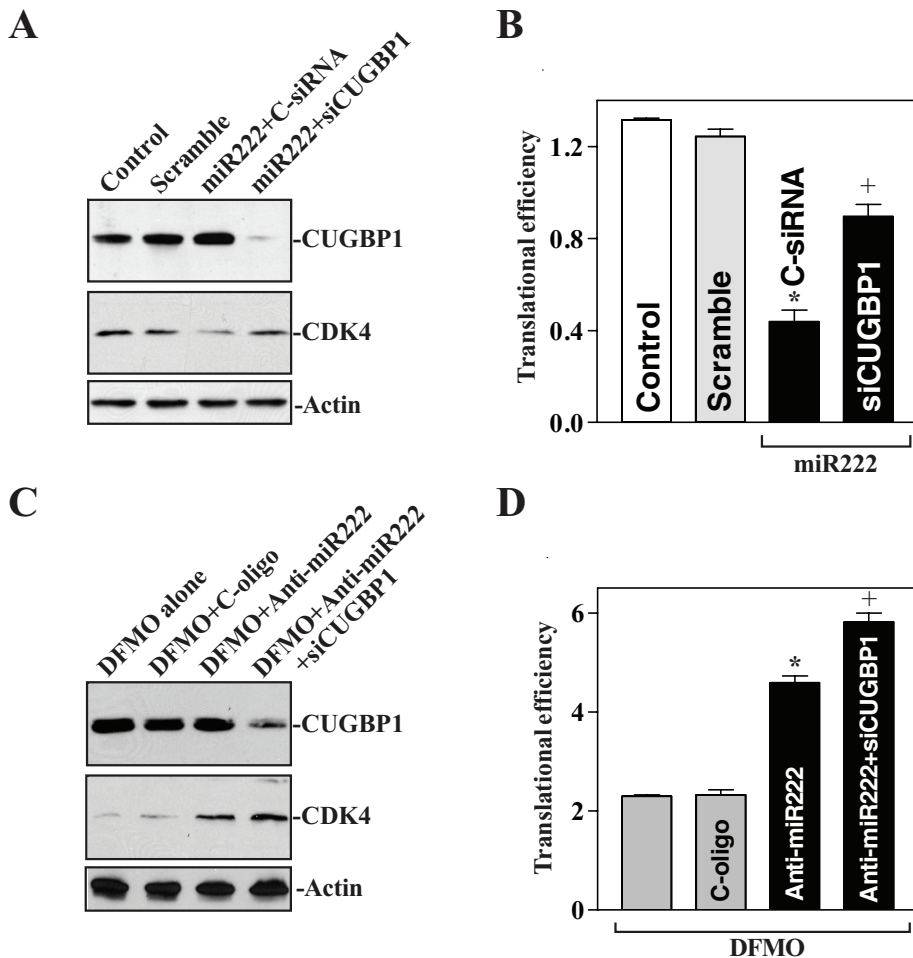 A
Control
Scramble
miR222+C-siRNA
miR222+siCUGBP1
-CUGBP1
-CDK4
-Actin
B
Translational efficiency
1.2
0.8
0.4
0.0
Control
Scramble
*
C-siRNA
+
siCUGBP1
miR222
C
DFMO alone
DFMO+C-oligo
DFMO+Anti-miR222
DFMO+Anti-miR222
+siCUGBP1
-CUGBP1
-CDK4
-Actin
D
Translational efficiency
6
4
2
0
C-oligo
*
Anti-miR222
+
Anti-miR222+siCUGBP1
DFMO